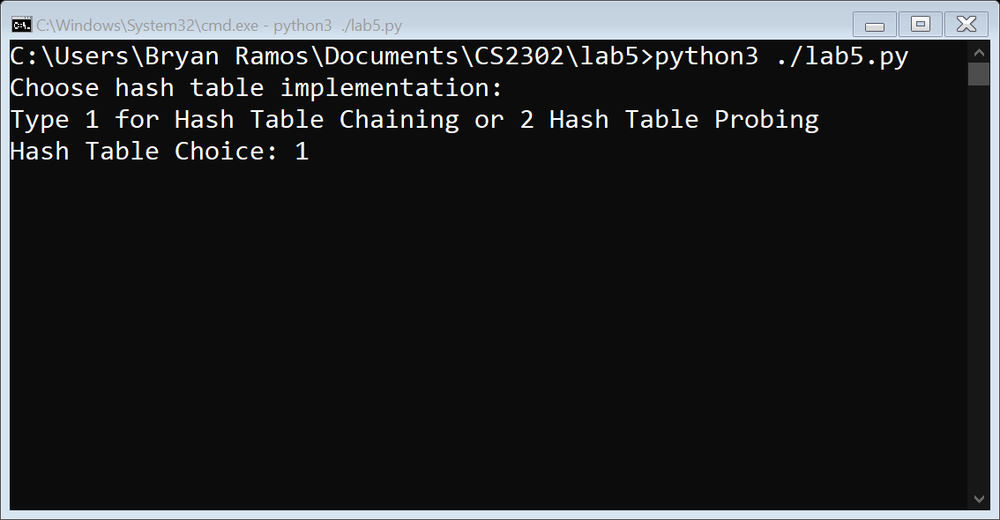 C:\Windows\System32\cmd.exe - python3  ./lab5.py
C:\Users\Bryan Ramos\Documents\CS2302\lab5>python3 ./lab5.py
Choose hash table implementation:
Type 1 for Hash Table Chaining or 2 Hash Table Probing
Hash Table Choice: 1